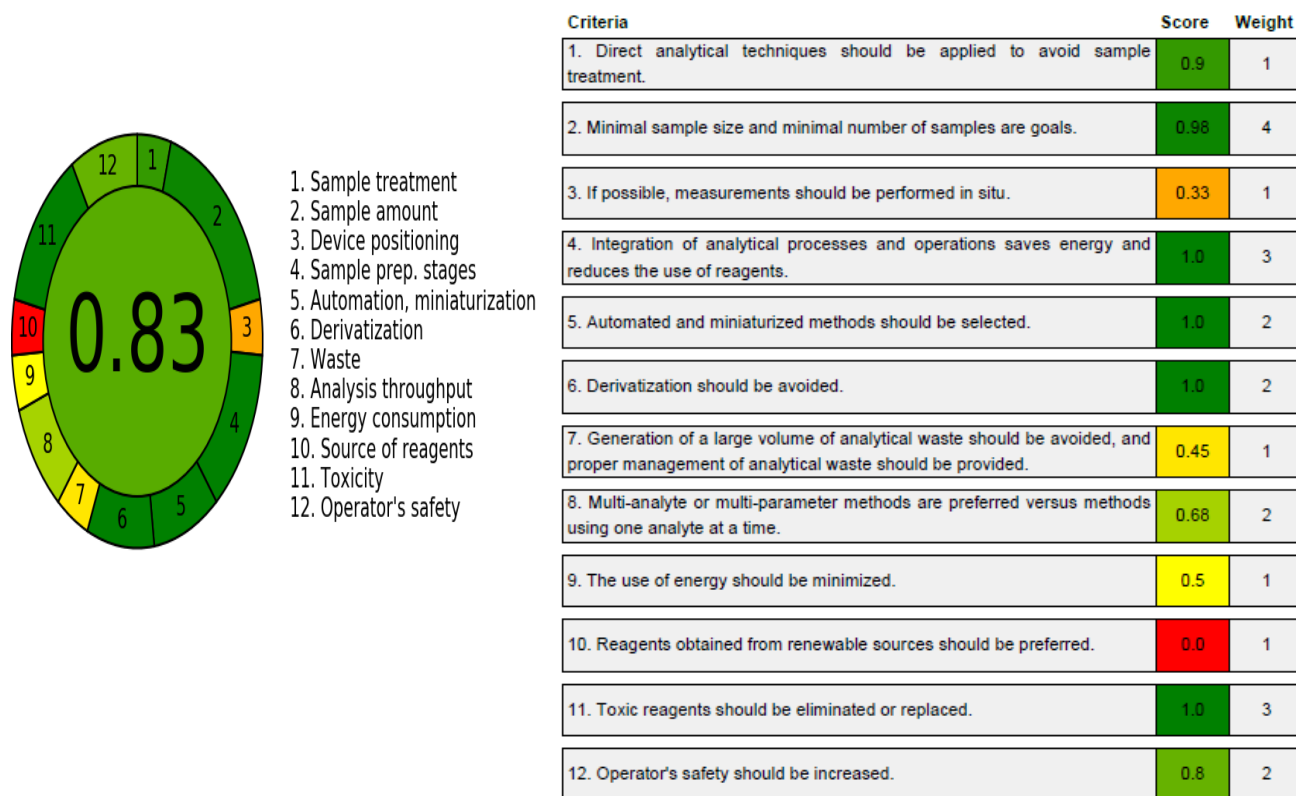 12
1
2
11
0.83
10
3
9
4
8
7
6
5
1. Sample treatment
2. Sample amount
3. Device positioning
4. Sample prep. stages
5. Automation, miniaturization
6. Derivatization
7. Waste
8. Analysis throughput
9. Energy consumption
10. Source of reagents
11. Toxicity
12. Operator's safety
Criteria Score Weight
1. Direct analytical techniques should be applied to avoid sample
treatment. 0.9 1
2. Minimal sample size and minimal number of samples are goals. 0.98 4
3. If possible, measurements should be performed in situ. 0.33 1
4. Integration of analytical processes and operations saves energy and
reduces the use of reagents. 1.0 3
5. Automated and miniaturized methods should be selected. 1.0 2
6. Derivatization should be avoided. 1.0 2
7. Generation of a large volume of analytical waste should be avoided, and
proper management of analytical waste should be provided. 0.45 1
8. Multi-analyte or multi-parameter methods are preferred versus methods
using one analyte at a time. 0.68 2
9. The use of energy should be minimized. 0.5 1
10. Reagents obtained from renewable sources should be preferred. 0.0 1
11. Toxic reagents should be eliminated or replaced. 1.0 3
12. Operator's safety should be increased. 0.8 2